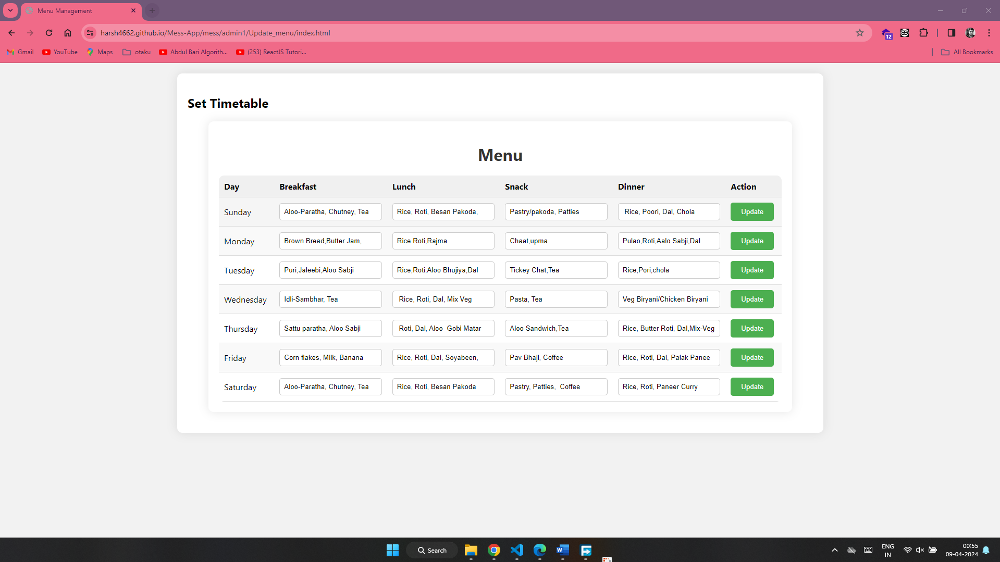 Menu Management
harsh4662.github.io/Mess-App/mess/admin1/Update_menu/index.html
12
Gmail YouTube Maps otaku Abdul Bari Algorith... (253) ReactJS Tutori... All Bookmarks
Set Timetable
Menu
Day Breakfast Lunch Snack Dinner Action
Sunday Aloo-Paratha, Chutney, Tea Rice, Roti, Besan Pakoda, Pastry/pakoda, Patties Rice, Poori, Dal, Chola Update
Monday Brown Bread,Butter Jam, Rice Roti,Rajma Chaat,upma Pulao,Roti,Aalo Sabji,Dal Update
Tuesday Puri,Jaleebi,Aloo Sabji Rice,Roti,Aloo Bhujiya,Dal Tickey Chat,Tea Rice,Pori,chola Update
Wednesday Idli-Sambhar, Tea Rice, Roti, Dal, Mix Veg Pasta, Tea Veg Biryani/Chicken Biryani Update
Thursday Sattu paratha, Aloo Sabji Roti, Dal, Aloo  Gobi Matar Aloo Sandwich,Tea Rice, Butter Roti, Dal,Mix-Veg Update
Friday Corn flakes, Milk, Banana Rice, Roti, Dal, Soyabeen, Pav Bhaji, Coffee Rice, Roti, Dal, Palak Panee Update
Saturday Aloo-Paratha, Chutney, Tea Rice, Roti, Besan Pakoda Pastry, Patties,  Coffee Rice, Roti, Paneer Curry Update
Search
ENG
IN
00:55
09-04-2024